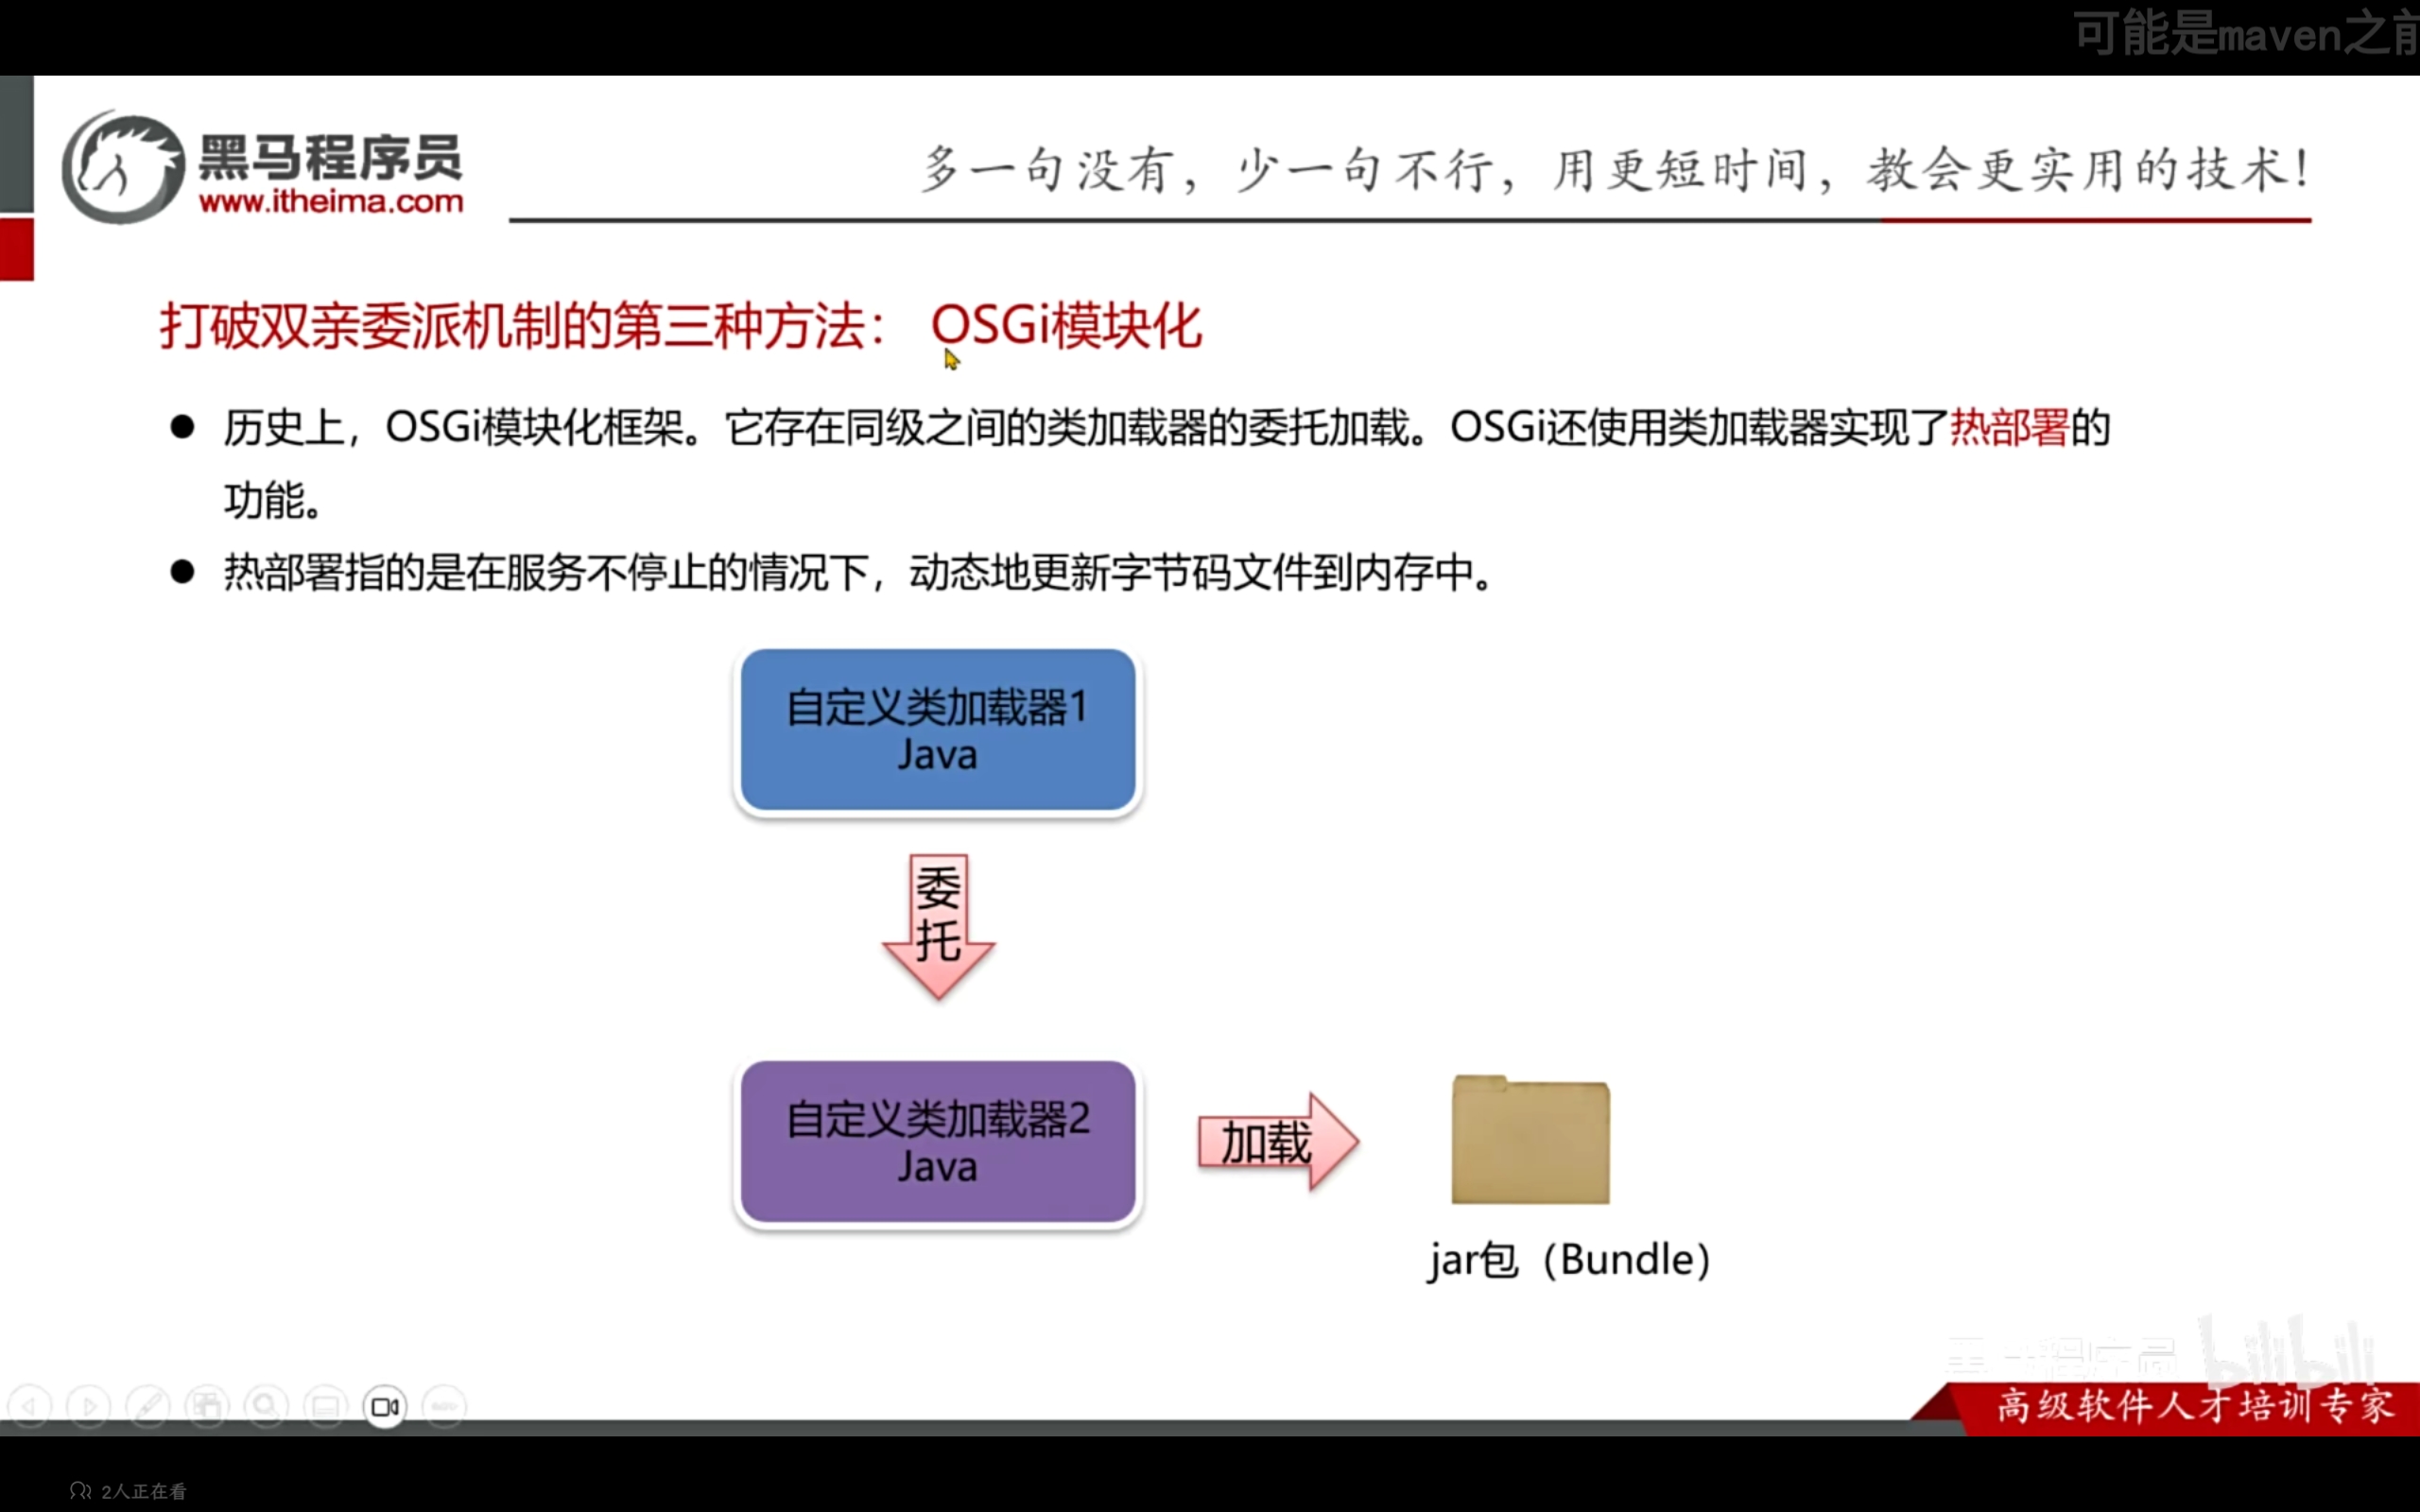 可能是maven之前
黑马程序员
www.itheima.com
多一句没有，少一句不行，用更短时间，教会更实用的技术！
打破双亲委派机制的第三种方法： OSGi模块化
● 历史上，OSGi模块化框架。它存在同级之间的类加载器的委托加载。OSGi还使用类加载器实现了热部署的
功能。
● 热部署指的是在服务不停止的情况下，动态地更新字节码文件到内存中。
自定义类加载器1
Java
委
托
自定义类加载器2
Java
加载
jar包（Bundle）
黑马程序员 bilibili
高级软件人才培训专家
2人正在看